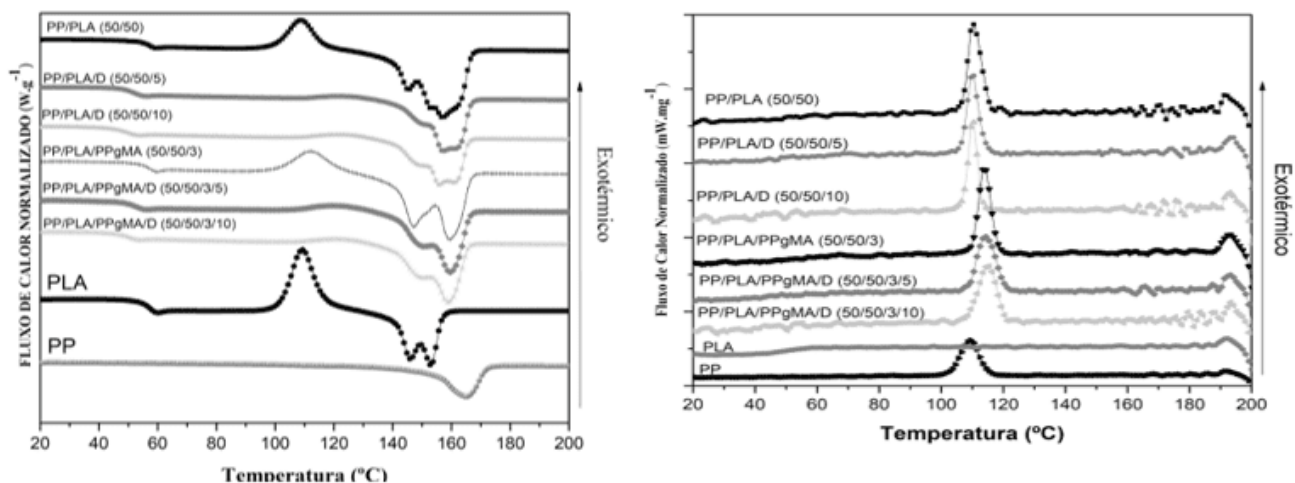 FLUXO DE CALOR NORMALIZADO (W.g-1)
PP/PLA (50/50)
PP/PLA/D (50/50/5)
PP/PLA/D (50/50/10)
PP/PLA/PPgMA (50/50/3)
PP/PLA/PPgMA/D (50/50/3/5)
PP/PLA/PPgMA/D (50/50/3/10)
PLA
PP
Exotérmico
20 40 60 80 100 120 140 160 180 200
Temperatura (ºC)
Fluxo de Calor Normalizado (mW.mg-1)
PP/PLA (50/50)
PP/PLA/D (50/50/5)
PP/PLA/D (50/50/10)
PP/PLA/PPgMA (50/50/3)
PP/PLA/PPgMA/D (50/50/3/5)
PP/PLA/PPgMA/D (50/50/3/10)
PLA
PP
Exotérmico
20 40 60 80 100 120 140 160 180 200
Temperatura (ºC)